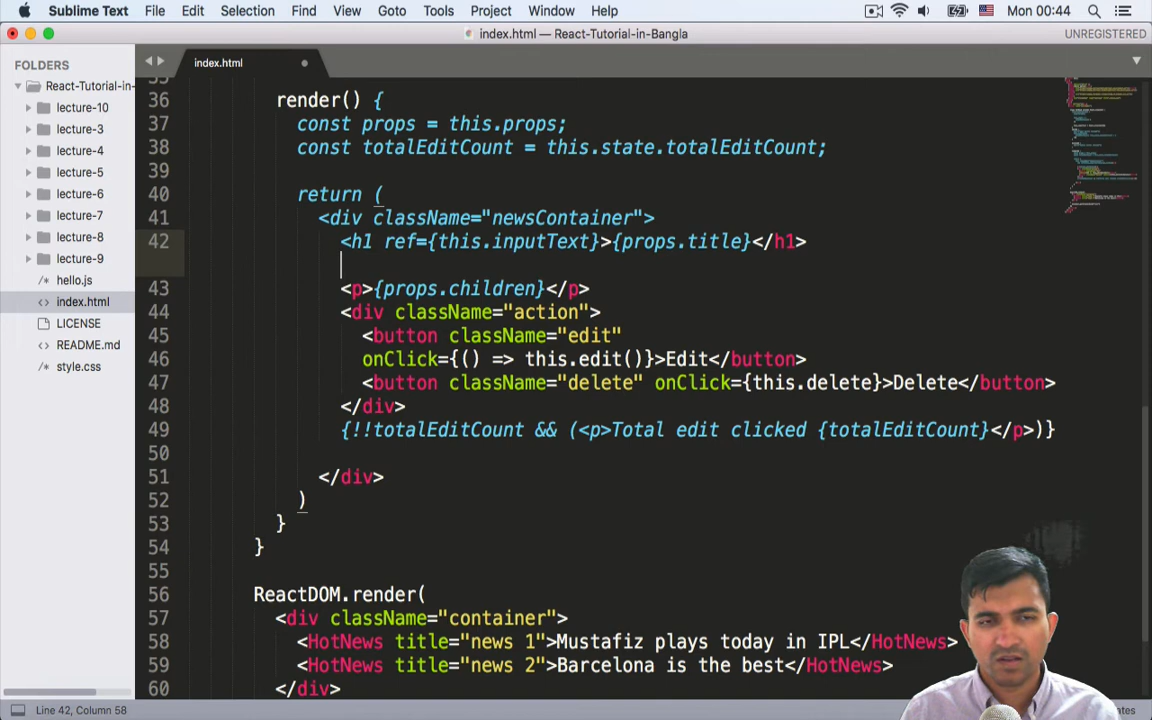 Sublime Text File Edit Selection Find View Goto Tools Project Window Help Mon 00:44
index.html — React-Tutorial-in-Bangla UNREGISTERED
FOLDERS
React-Tutorial-in-
lecture-10
lecture-3
lecture-4
lecture-5
lecture-6
lecture-7
lecture-8
lecture-9
hello.js
index.html
LICENSE
README.md
style.css
index.html
36 render() {
37 const props = this.props;
38 const totalEditCount = this.state.totalEditCount;
39
40 return (
41 <div className="newsContainer">
42 <h1 ref={this.inputText}>{props.title}</h1>
43 <p>{props.children}</p>
44 <div className="action">
45 <button className="edit"
46 onClick={() => this.edit()}>Edit</button>
47 <button className="delete" onClick={this.delete}>Delete</button>
48 </div>
49 {!!totalEditCount && (<p>Total edit clicked {totalEditCount}</p>)}
50
51 </div>
52 )
53 }
54 }
55
56 ReactDOM.render(
57 <div className="container">
58 <HotNews title="news 1">Mustafiz plays today in IPL</HotNews>
59 <HotNews title="news 2">Barcelona is the best</HotNews>
60 </div>
Line 42, Column 58